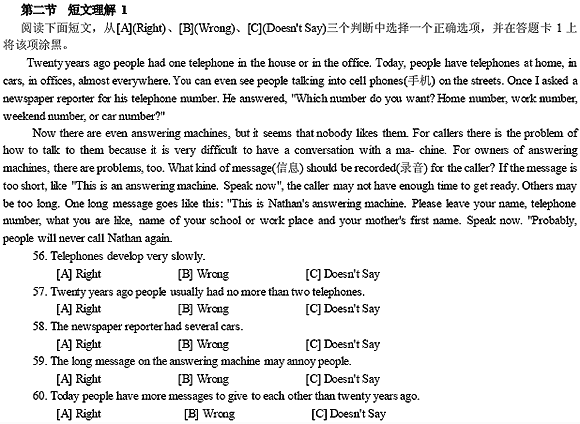 第二节 短文理解 1
阅读下面短文，从[A](Right)、[B](Wrong)、[C](Doesn't Say)三个判断中选择一个正确选项，并在答题卡 1 上
将该项涂黑。
Twenty years ago people had one telephone in the house or in the office. Today, people have telephones at home, in
cars, in offices, almost everywhere. You can even see people talking into cell phones(手机) on the streets. Once I asked a
newspaper reporter for his telephone number. He answered, "Which number do you want? Home number, work number,
weekend number, or car number?"
Now there are even answering machines, but it seems that nobody likes them. For callers there is the problem of
how to talk to them because it is very difficult to have a conversation with a ma- chine. For owners of answering
machines, there are problems, too. What kind of message(信息) should be recorded(录音) for the caller? If the message is
too short, like "This is an answering machine. Speak now", the caller may not have enough time to get ready. Others may
be too long. One long message goes like this: "This is Nathan's answering machine. Please leave your name, telephone
number, what you are like, name of your school or work place and your mother's first name. Speak now. "Probably,
people will never call Nathan again.
56. Telephones develop very slowly.
[A] Right [B] Wrong [C] Doesn't Say
57. Twenty years ago people usually had no more than two telephones.
[A] Right [B] Wrong [C] Doesn't Say
58. The newspaper reporter had several cars.
[A] Right [B] Wrong [C] Doesn't Say
59. The long message on the answering machine may annoy people.
[A] Right [B] Wrong [C] Doesn't Say
60. Today people have more messages to give to each other than twenty years ago.
[A] Right [B] Wrong [C] Doesn't Say